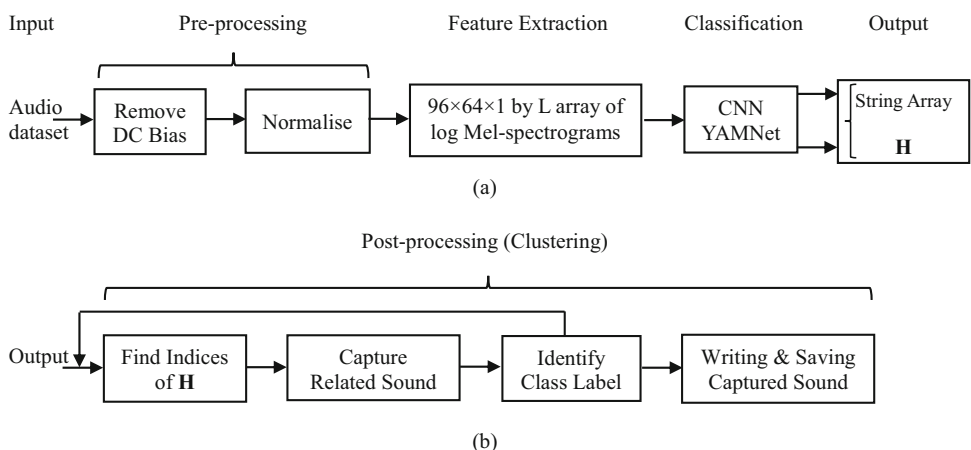 Input Pre-processing Feature Extraction Classification Output
Audio dataset
Remove
DC Bias
Normalise
96×64×1 by L array of
log Mel-spectrograms
CNN
YAMNet
String Array
H
(a)
Post-processing (Clustering)
Output
Find Indices
of H
Capture
Related Sound
Identify
Class Label
Writing & Saving
Captured Sound
(b)